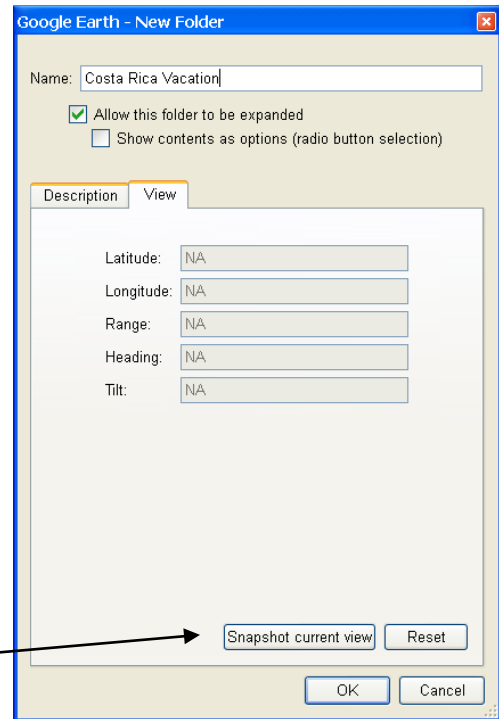 Google Earth - New Folder
Name: Costa Rica Vacation
Allow this folder to be expanded
Show contents as options (radio button selection)
Description View
Latitude: NA
Longitude: NA
Range: NA
Heading: NA
Tilt: NA
Snapshot current view Reset
OK Cancel